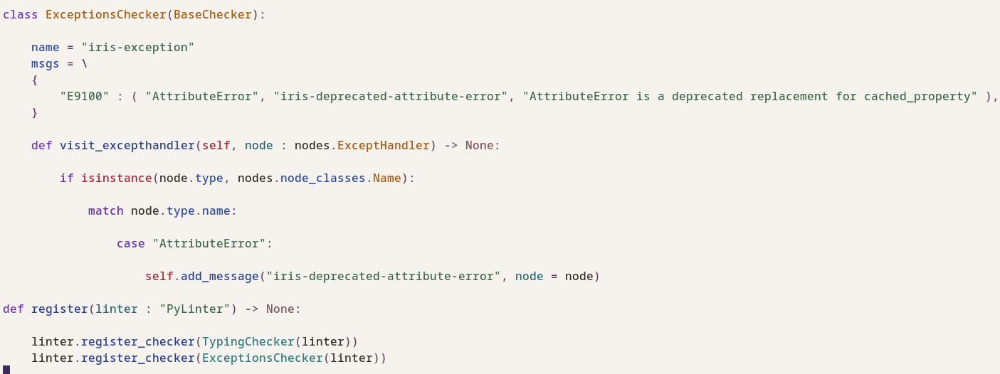 class ExceptionsChecker(BaseChecker):
    name = "iris-exception"
    msgs = \
    {
        "E9100" : ( "AttributeError", "iris-deprecated-attribute-error", "AttributeError is a deprecated replacement for cached_property" ),
    }
    def visit_excepthandler(self, node : nodes.ExceptHandler) -> None:
        if isinstance(node.type, nodes.node_classes.Name):
            match node.type.name:
                case "AttributeError":
                    self.add_message("iris-deprecated-attribute-error", node = node)
def register(linter : "PyLinter") -> None:
    linter.register_checker(TypingChecker(linter))
    linter.register_checker(ExceptionsChecker(linter))